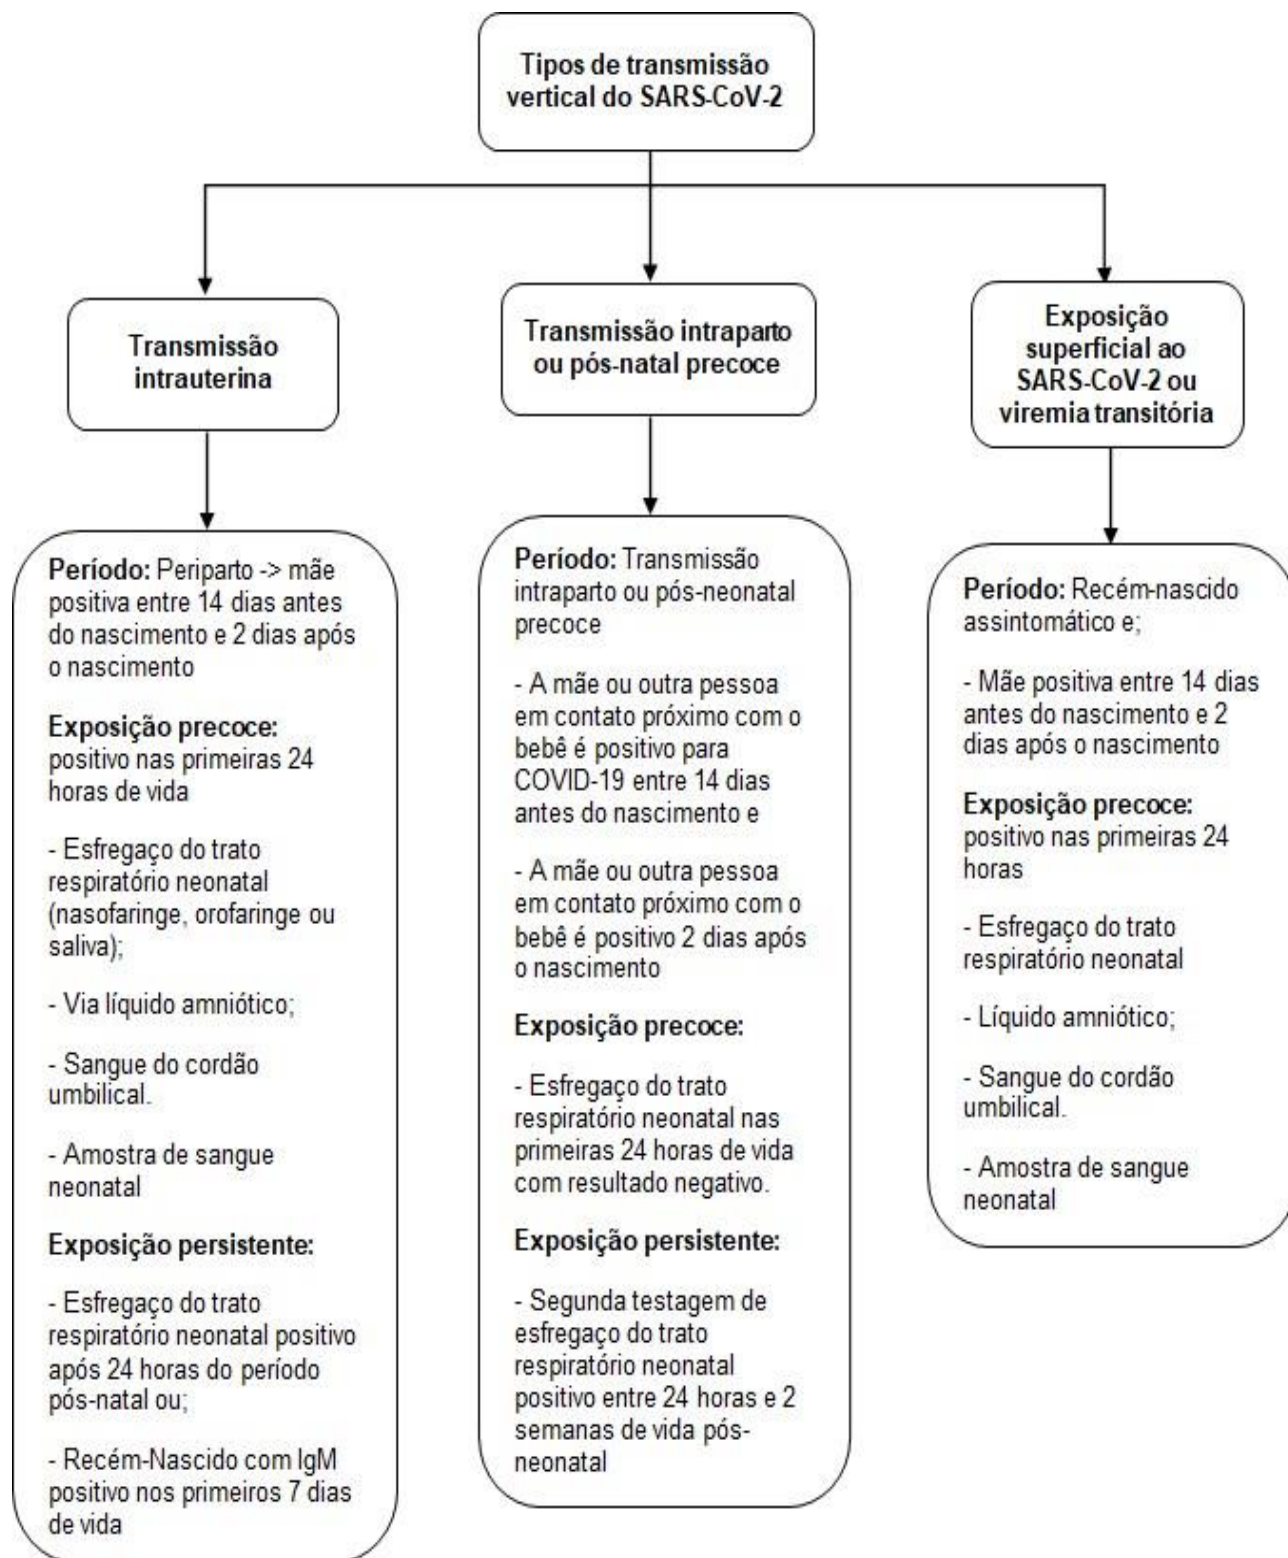 Tipos de transmissão
vertical do SARS-CoV-2
Transmissão
intrauterina
Transmissão intraparto
ou pós-natal precoce
Exposição
superficial ao
SARS-CoV-2 ou
viremia transitória
Período: Periparto -> mãe
positiva entre 14 dias antes
do nascimento e 2 dias após
o nascimento
Exposição precoce:
positivo nas primeiras 24
horas de vida
- Esfregaço do trato
respiratório neonatal
(nasofaringe, orofaringe ou
saliva);
- Via líquido amniótico;
- Sangue do cordão
umbilical.
- Amostra de sangue
neonatal
Exposição persistente:
- Esfregaço do trato
respiratório neonatal positivo
após 24 horas do período
pós-natal ou;
- Recém-Nascido com IgM
positivo nos primeiros 7 dias
de vida
Período: Transmissão
intraparto ou pós-neonatal
precoce
- A mãe ou outra pessoa
em contato próximo com o
bebê é positivo para
COVID-19 entre 14 dias
antes do nascimento e
- A mãe ou outra pessoa
em contato próximo com o
bebê é positivo 2 dias após
o nascimento
Exposição precoce:
- Esfregaço do trato
respiratório neonatal nas
primeiras 24 horas de vida
com resultado negativo.
Exposição persistente:
- Segunda testagem de
esfregaço do trato
respiratório neonatal
positivo entre 24 horas e 2
semanas de vida pós-
neonatal
Período: Recém-nascido
assintomático e;
- Mãe positiva entre 14 dias
antes do nascimento e 2
dias após o nascimento
Exposição precoce:
positivo nas primeiras 24
horas
- Esfregaço do trato
respiratório neonatal
- Líquido amniótico;
- Sangue do cordão
umbilical.
- Amostra de sangue
neonatal